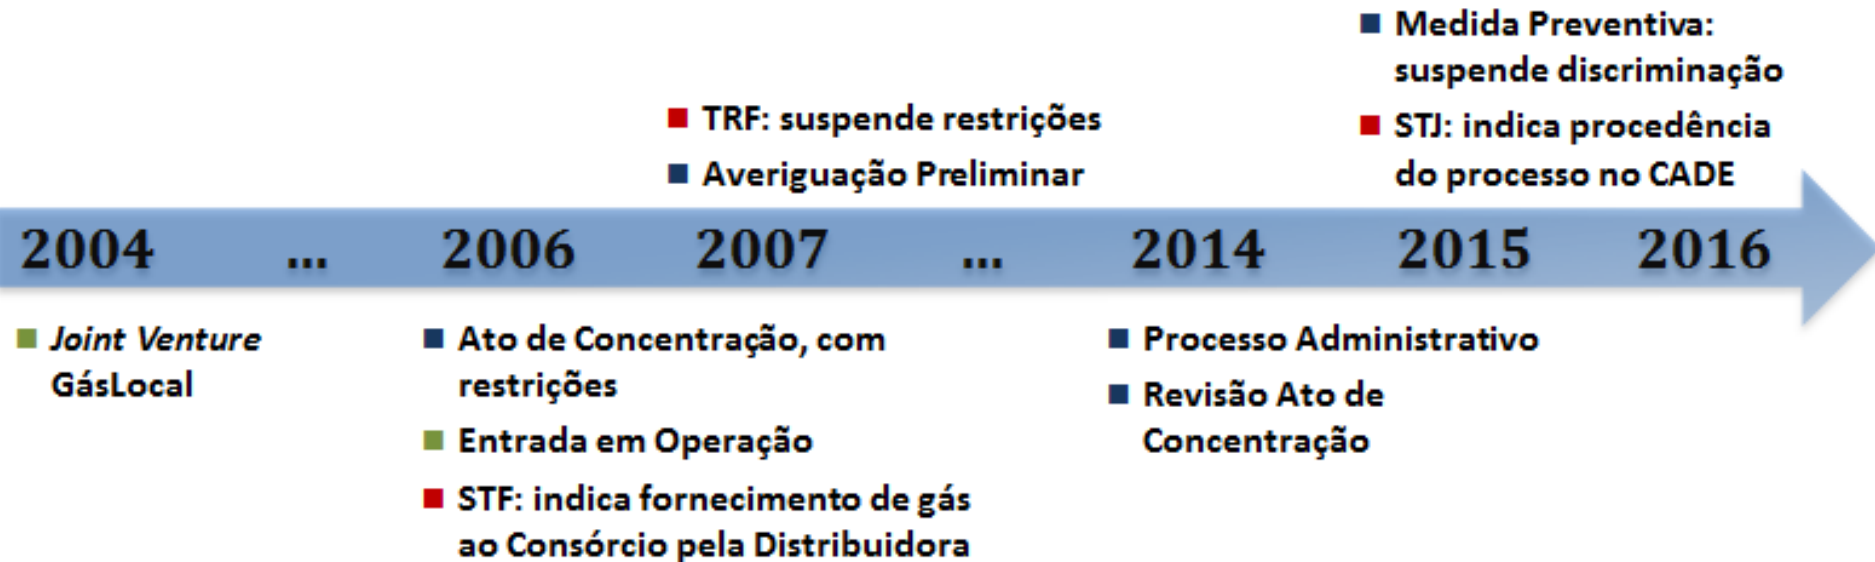 Medida Preventiva:
suspende discriminação
TRF: suspende restrições
STJ: indica procedência
Averiguação Preliminar
do processo no CADE
2004 ... 2006 2007 ... 2014 2015 2016
Joint Venture
GásLocal
Ato de Concentração, com
restrições
Entrada em Operação
STF: indica fornecimento de gás
ao Consórcio pela Distribuidora
Processo Administrativo
Revisão Ato de
Concentração